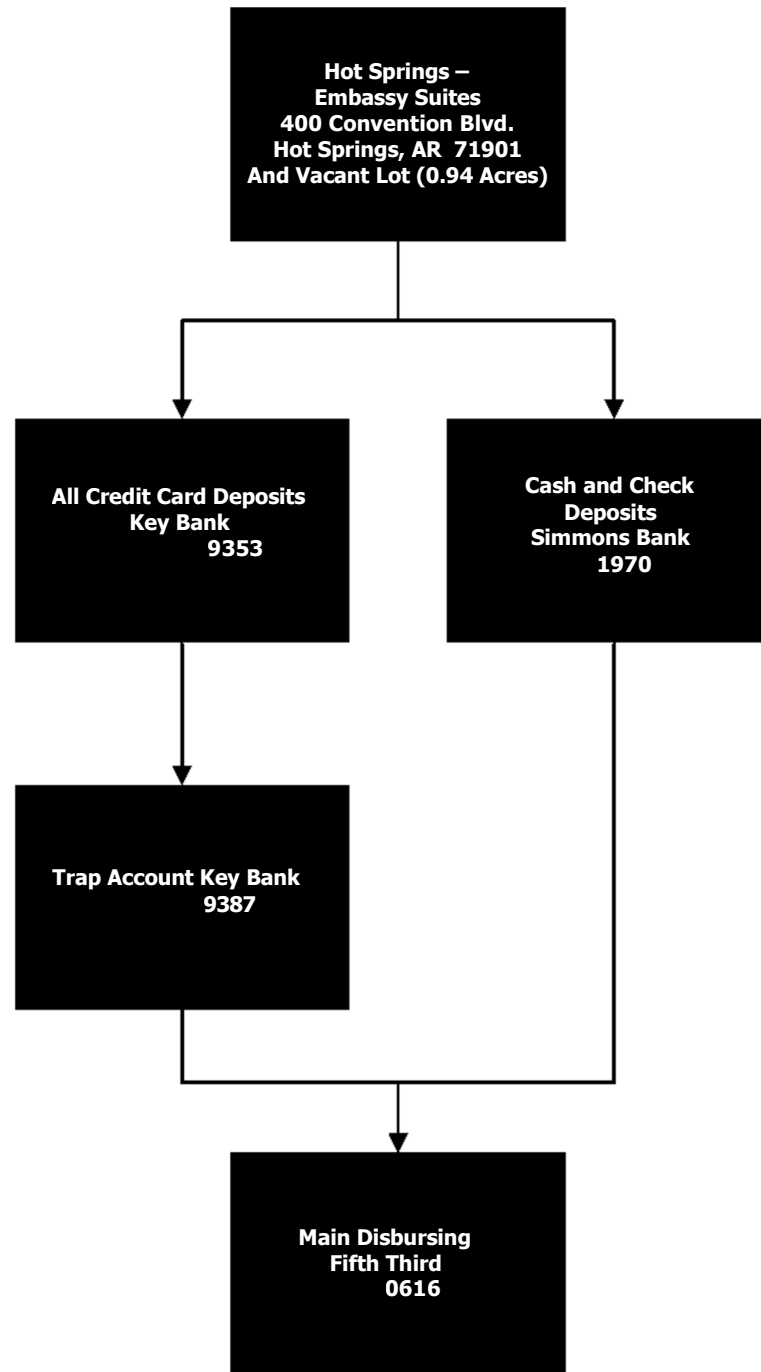 Hot Springs –
Embassy Suites
400 Convention Blvd.
Hot Springs, AR 71901
And Vacant Lot (0.94 Acres)
All Credit Card Deposits
Key Bank
9353
Cash and Check
Deposits
Simmons Bank
1970
Trap Account Key Bank
9387
Main Disbursing
Fifth Third
0616